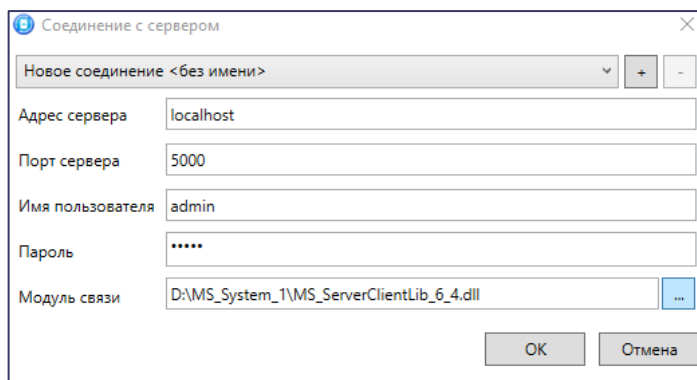 Соединение с сервером
Новое соединение <без имени>
+
-
Адрес сервера localhost
Порт сервера 5000
Имя пользователя admin
Пароль •••••
Модуль связи D:\MS_System_1\MS_ServerClientLib_6_4.dll ...
OK Отмена